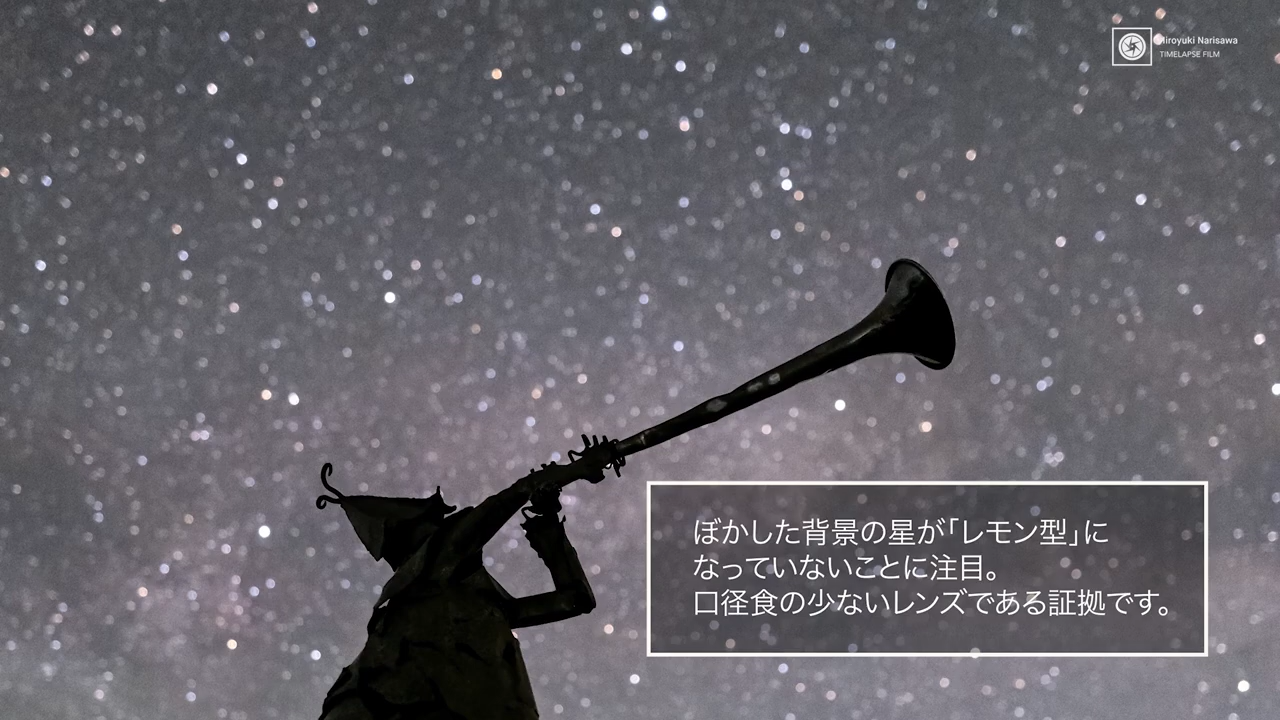 Hiroyuki Narisawa
TIMELAPSE FILM
ぼかした背景の星が「レモン型」に
なっていないことに注目。
口径食の少ないレンズである証拠です。